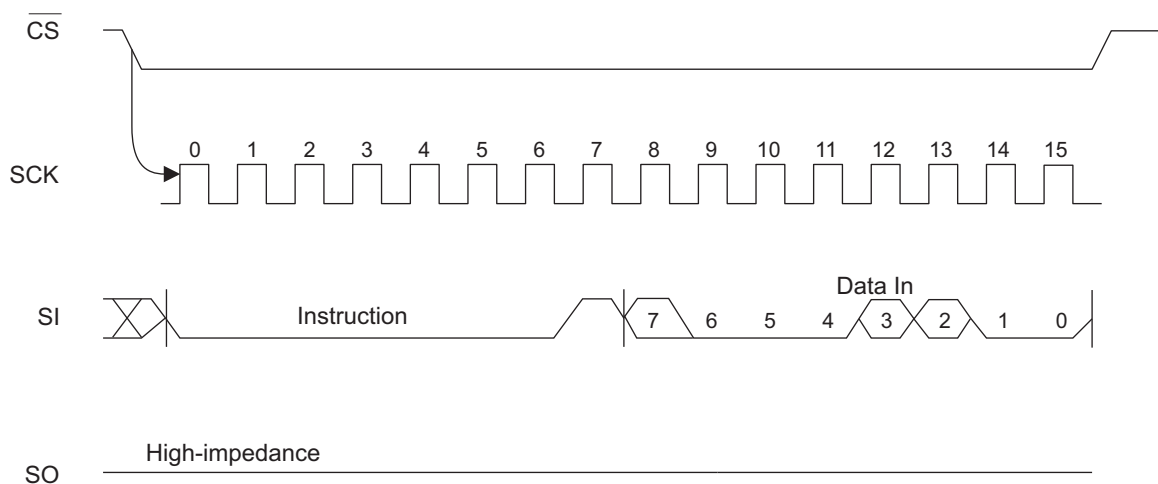 CS
0 1 2 3 4 5 6 7 8 9 10 11 12 13 14 15
SCK
Data In
SI
Instruction
7 6 5 4 3 2 1 0
High-impedance
SO